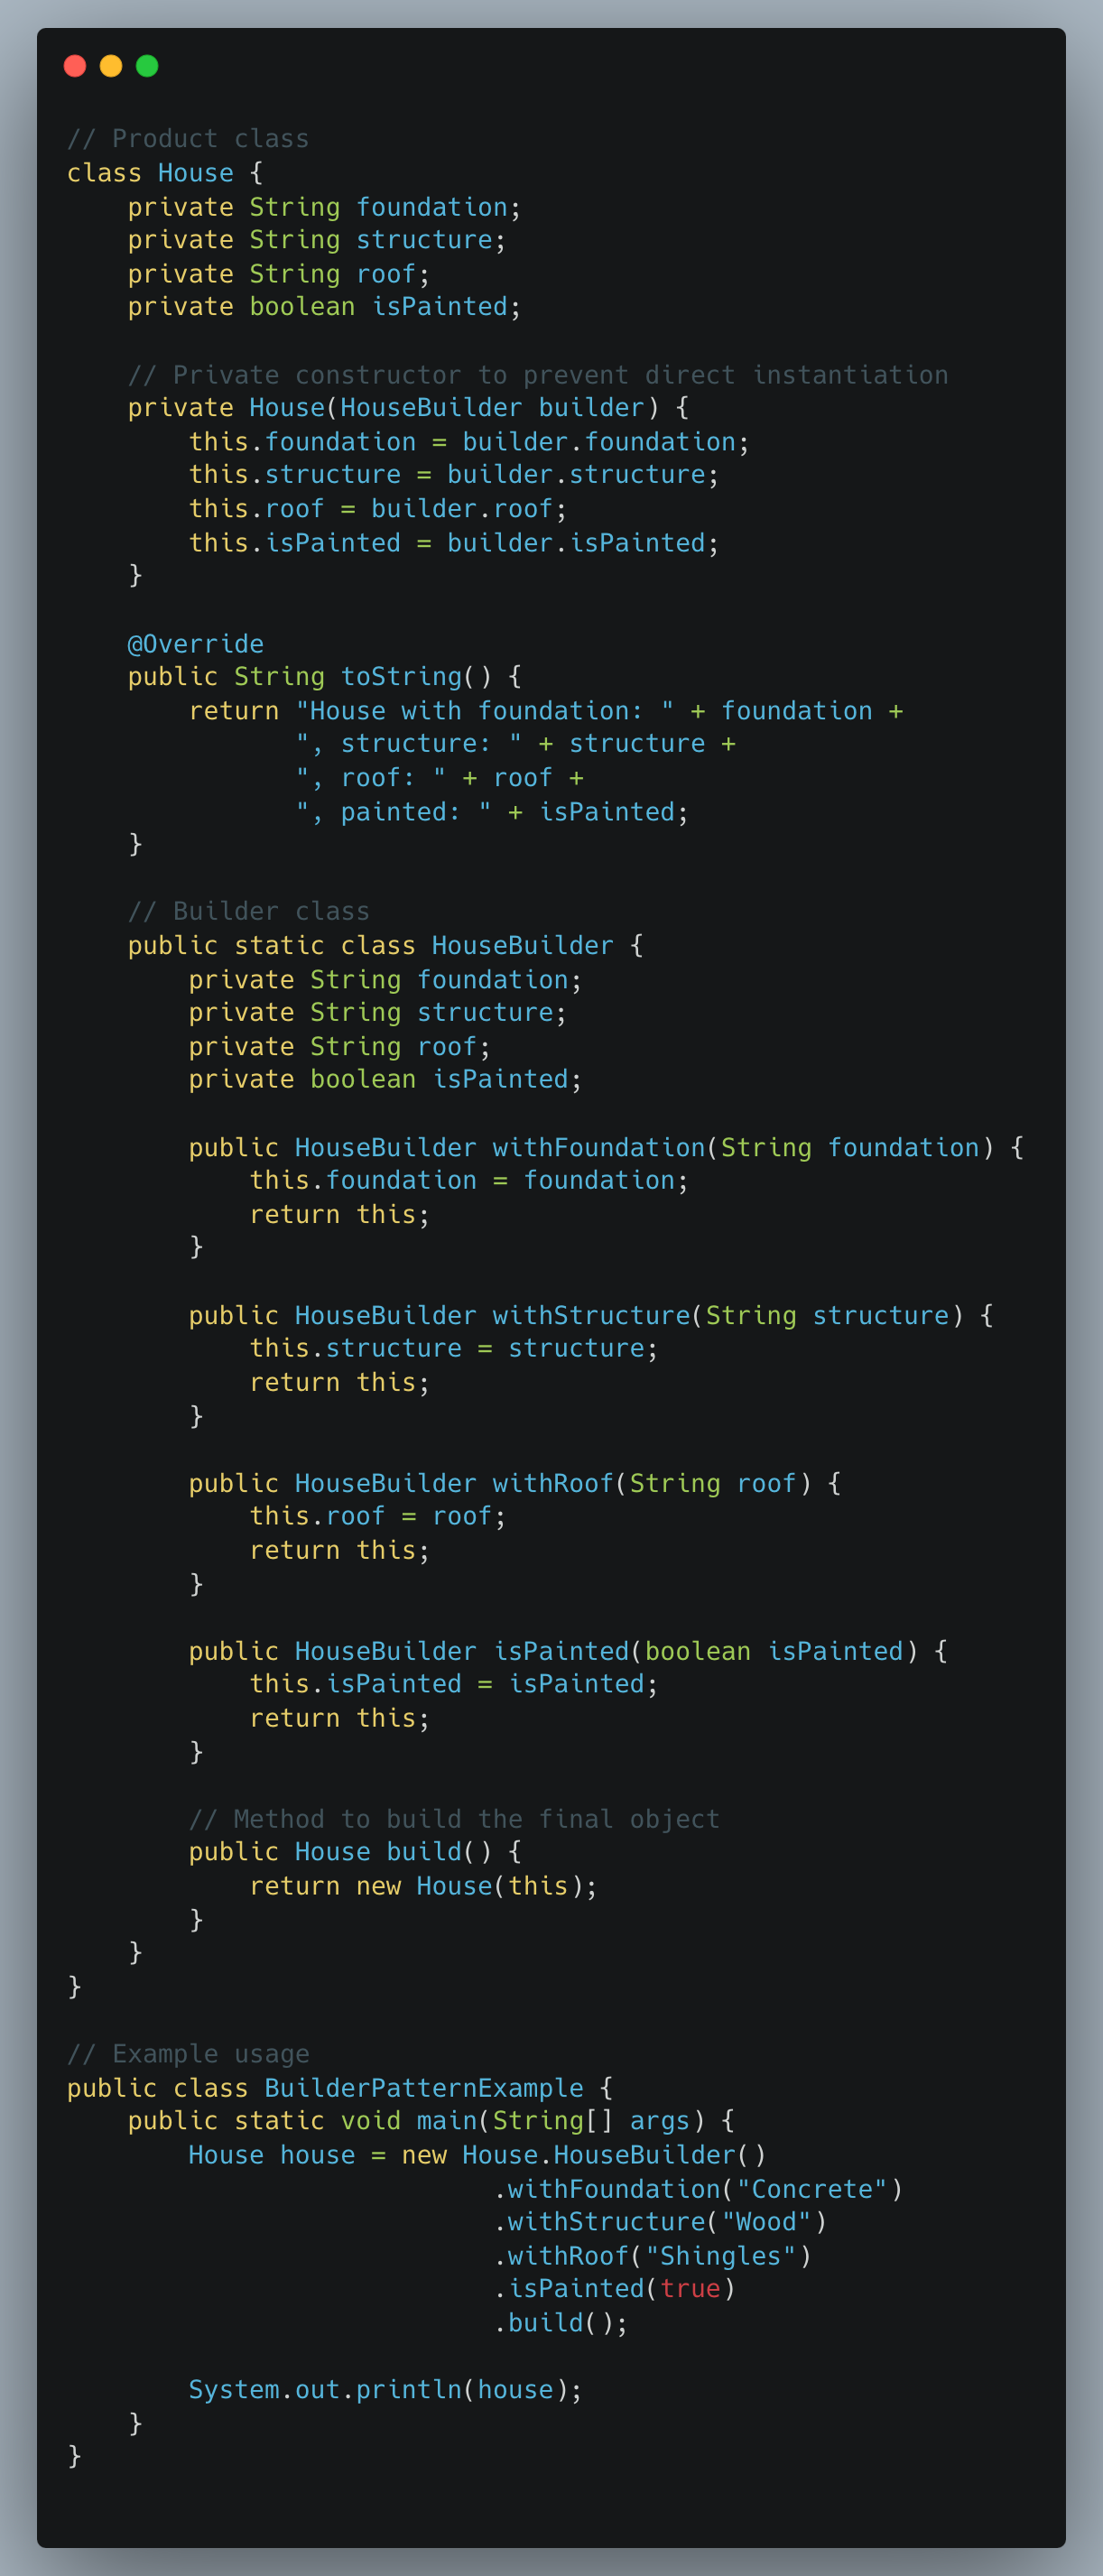 // Product class
class House {
    private String foundation;
    private String structure;
    private String roof;
    private boolean isPainted;

    // Private constructor to prevent direct instantiation
    private House(HouseBuilder builder) {
        this.foundation = builder.foundation;
        this.structure = builder.structure;
        this.roof = builder.roof;
        this.isPainted = builder.isPainted;
    }

    @Override
    public String toString() {
        return "House with foundation: " + foundation +
               ", structure: " + structure +
               ", roof: " + roof +
               ", painted: " + isPainted;
    }

    // Builder class
    public static class HouseBuilder {
        private String foundation;
        private String structure;
        private String roof;
        private boolean isPainted;

        public HouseBuilder withFoundation(String foundation) {
            this.foundation = foundation;
            return this;
        }

        public HouseBuilder withStructure(String structure) {
            this.structure = structure;
            return this;
        }

        public HouseBuilder withRoof(String roof) {
            this.roof = roof;
            return this;
        }

        public HouseBuilder isPainted(boolean isPainted) {
            this.isPainted = isPainted;
            return this;
        }

        // Method to build the final object
        public House build() {
            return new House(this);
        }
    }
}

// Example usage
public class BuilderPatternExample {
    public static void main(String[] args) {
        House house = new House.HouseBuilder()
                            .withFoundation("Concrete")
                            .withStructure("Wood")
                            .withRoof("Shingles")
                            .isPainted(true)
                            .build();

        System.out.println(house);
    }
}